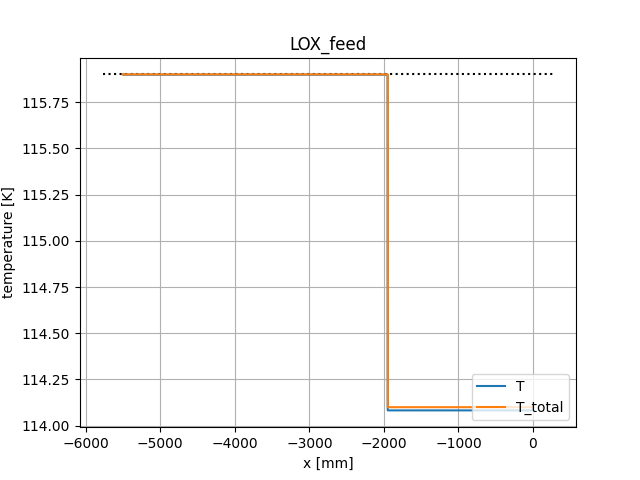 LOX_feed
temperature [K]
115.75
115.50
115.25
115.00
114.75
114.50
114.25
114.00
T
T_total
−6000 −5000 −4000 −3000 −2000 −1000 0
x [mm]